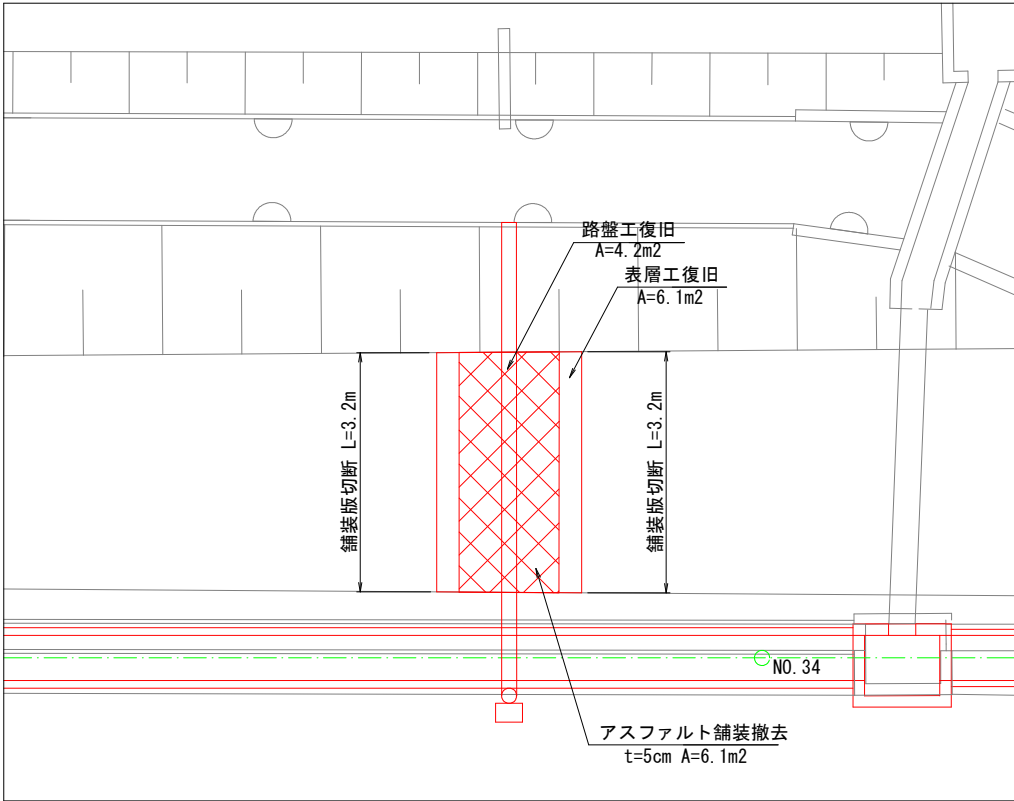 路盤工復旧
A=4.2m2
表層工復旧
A=6.1m2
舗装版切断 L=3.2m
舗装版切断 L=3.2m
NO.34
アスファルト舗装撤去
t=5cm A=6.1m2